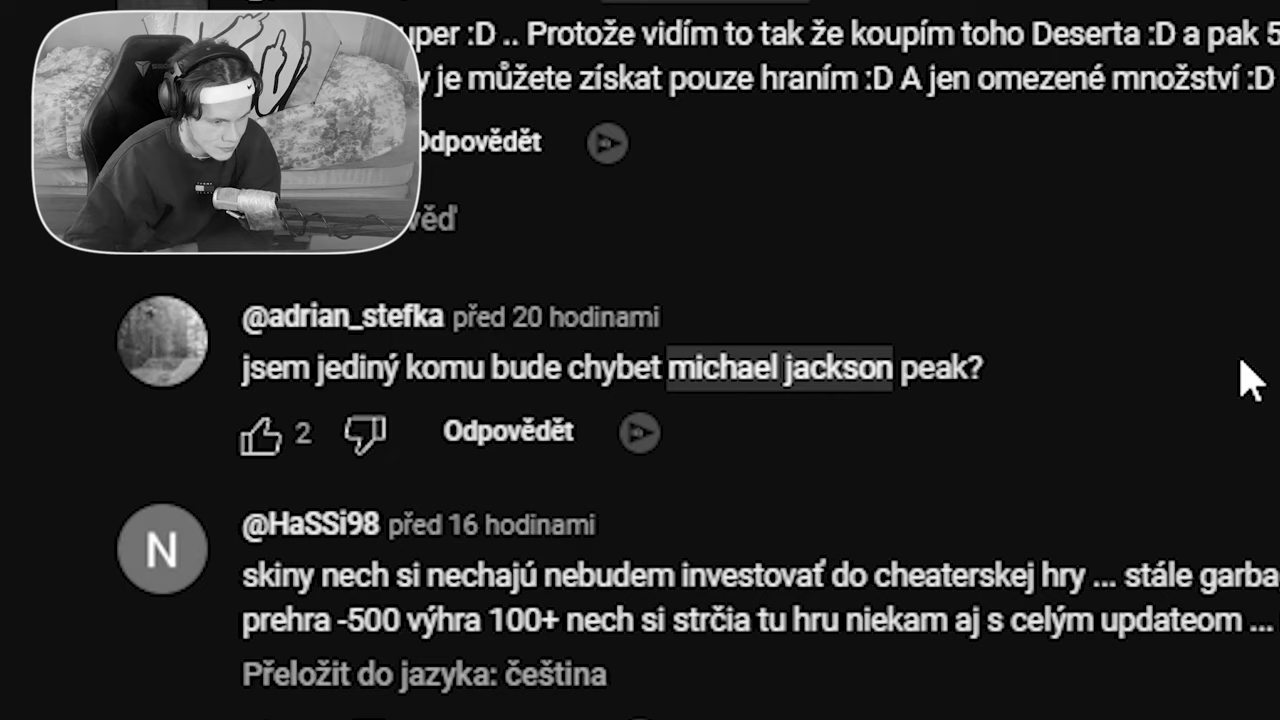 uper :D .. Protože vidím to tak že koupím toho Deserta :D a pak 5
y je můžete získat pouze hraním :D A jen omezené množství :D
Odpovědět
věď
@adrian_stefka před 20 hodinami
jsem jediný komu bude chybet michael jackson peak?
2 Odpovědět
N
@HaSSi98 před 16 hodinami
skiny nech si nechajú nebudem investovať do cheaterskej hry ... stále garba
prehra -500 výhra 100+ nech si strčia tu hru niekam aj s celým updateom ...
Přeložit do jazyka: čeština